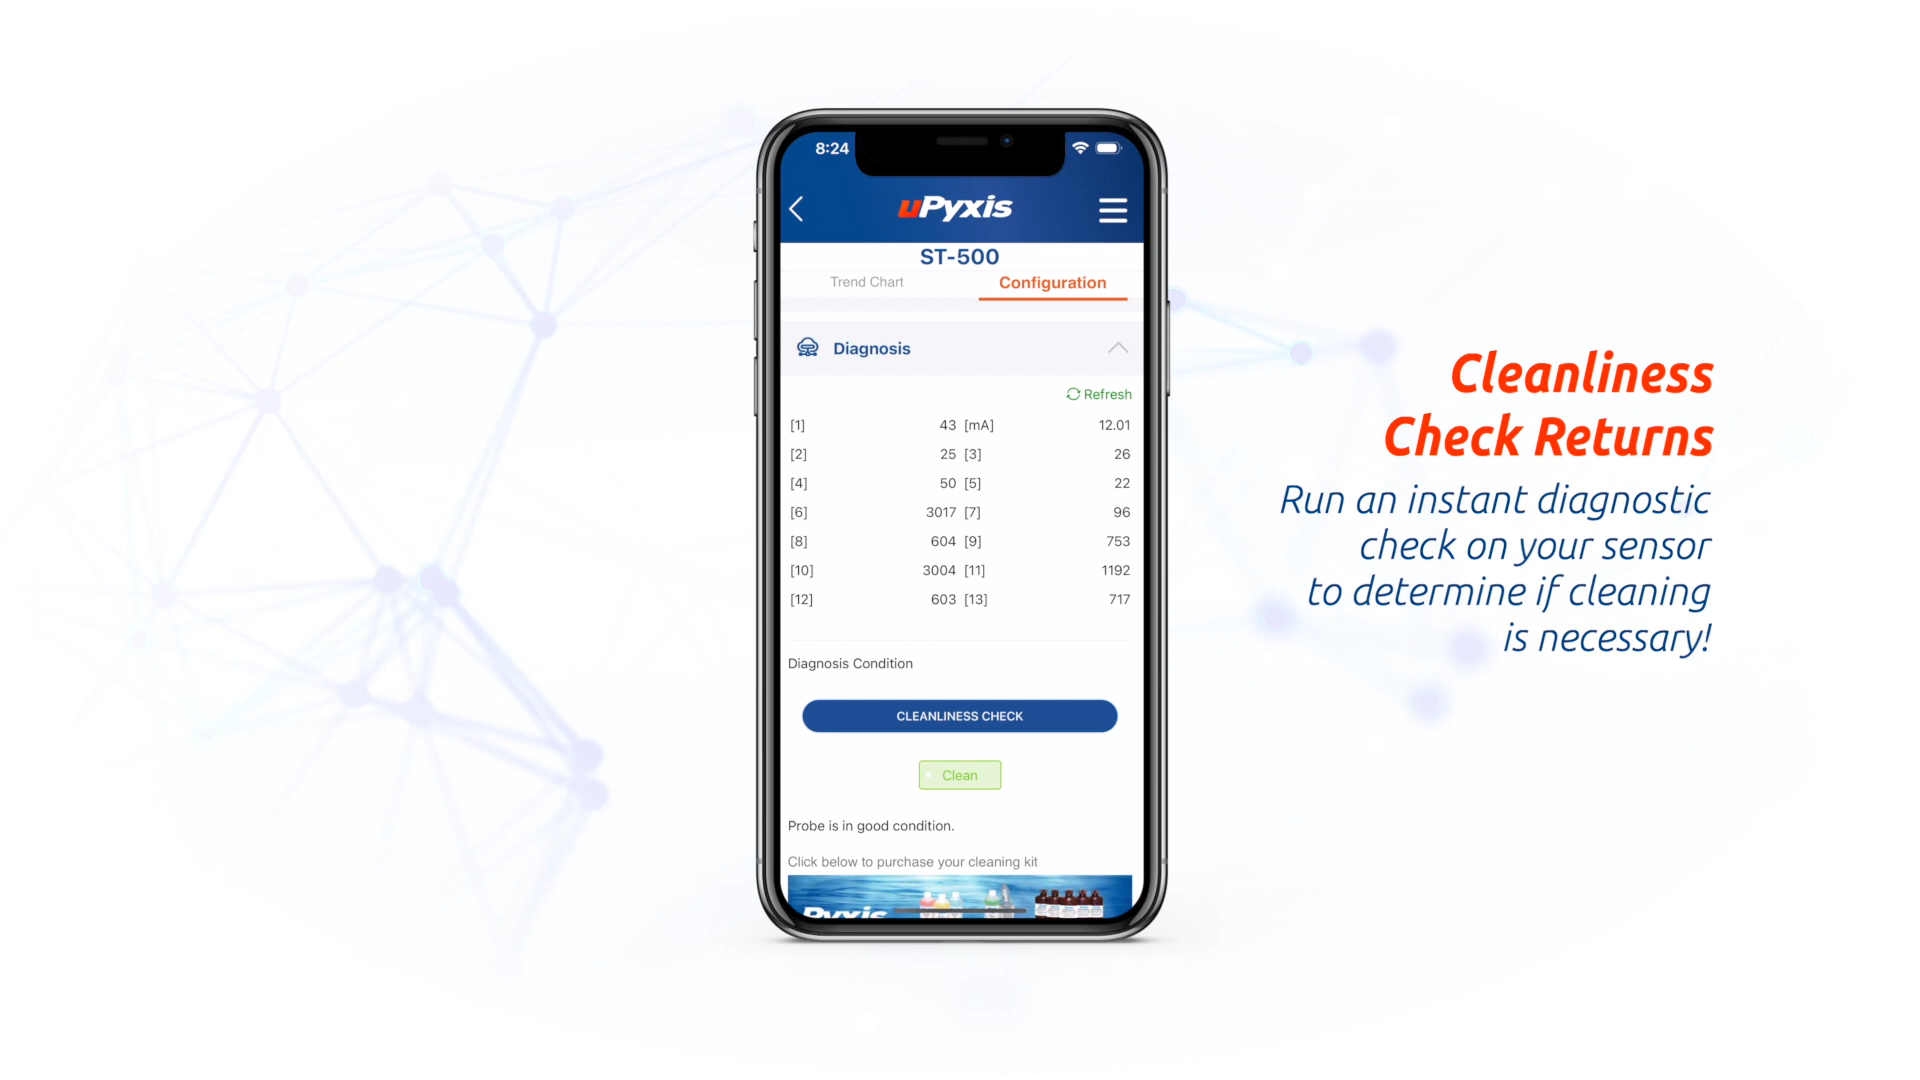 8:24
uPyxis
ST-500
Trend Chart Configuration
Diagnosis
Refresh
[1] 43 [mA] 12.01
[2] 25 [3] 26
[4] 50 [5] 22
[6] 3017 [7] 96
[8] 604 [9] 753
[10] 3004 [11] 1192
[12] 603 [13] 717
Diagnosis Condition
CLEANLINESS CHECK
Clean
Probe is in good condition.
Click below to purchase your cleaning kit
Pyxis
Cleanliness
Check Returns
Run an instant diagnostic
check on your sensor
to determine if cleaning
is necessary!